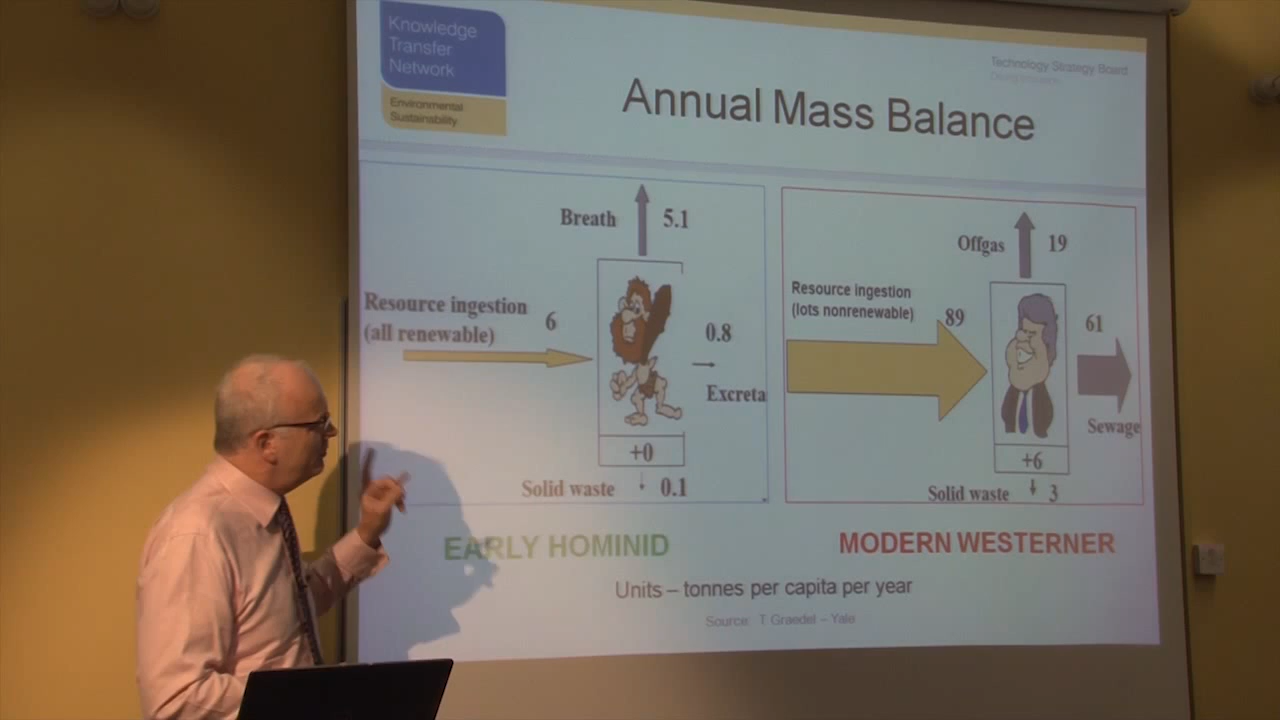 Knowledge
Transfer
Network
Environmental
Sustainability
Technology Strategy Board
Annual Mass Balance
Breath
5.1
Resource ingestion
(all renewable)
6
0.8
Excreta
+0
Solid waste
0.1
EARLY HOMINID
Offgas
19
Resource ingestion
(lots nonrenewable)
89
61
Sewage
+6
Solid waste
3
MODERN WESTERNER
Units – tonnes per capita per year
Source: T Graedel – Yale